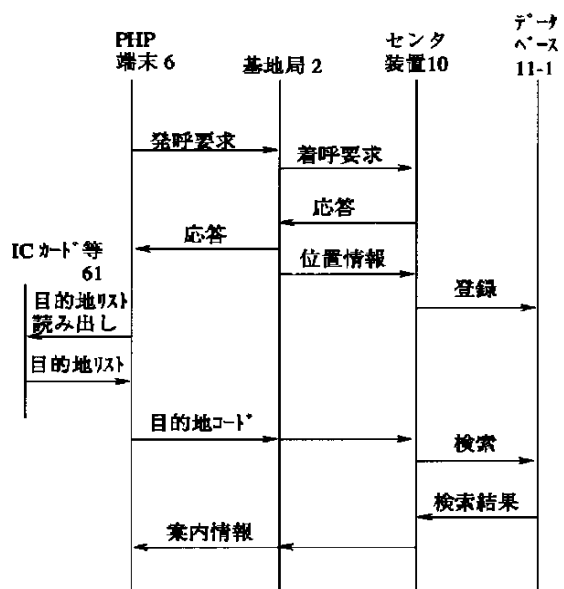 PHP
端末 6
基地局 2
センタ
装置10
ﾃﾞｰﾀ
ﾍﾞｰｽ
11-1
発呼要求
着呼要求
応答
応答
位置情報
IC ｶｰﾄﾞ等
61
登録
目的地ﾘｽﾄ
読み出し
目的地ﾘｽﾄ
目的地ｺｰﾄﾞ
検索
検索結果
案内情報